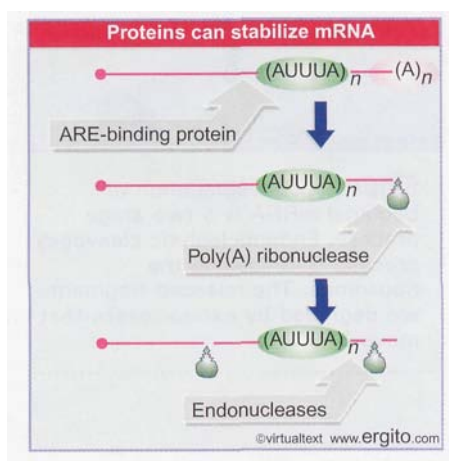 Proteins can stabilize mRNA
(AUUUA)n (A)n
ARE-binding protein
(AUUUA)n
Poly(A) ribonuclease
(AUUUA)n
Endonucleases
©virtualtext www.ergito.com